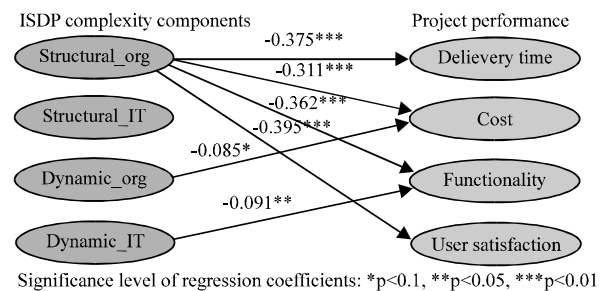 ISDP complexity components Project performance
Structural_org -0.375*** Delievery time
-0.311***
Structural_IT -0.362*** Cost
-0.395***
-0.085*
Dynamic_org Functionality
-0.091**
Dynamic_IT User satisfaction
Significance level of regression coefficients: *p<0.1, **p<0.05, ***p<0.01